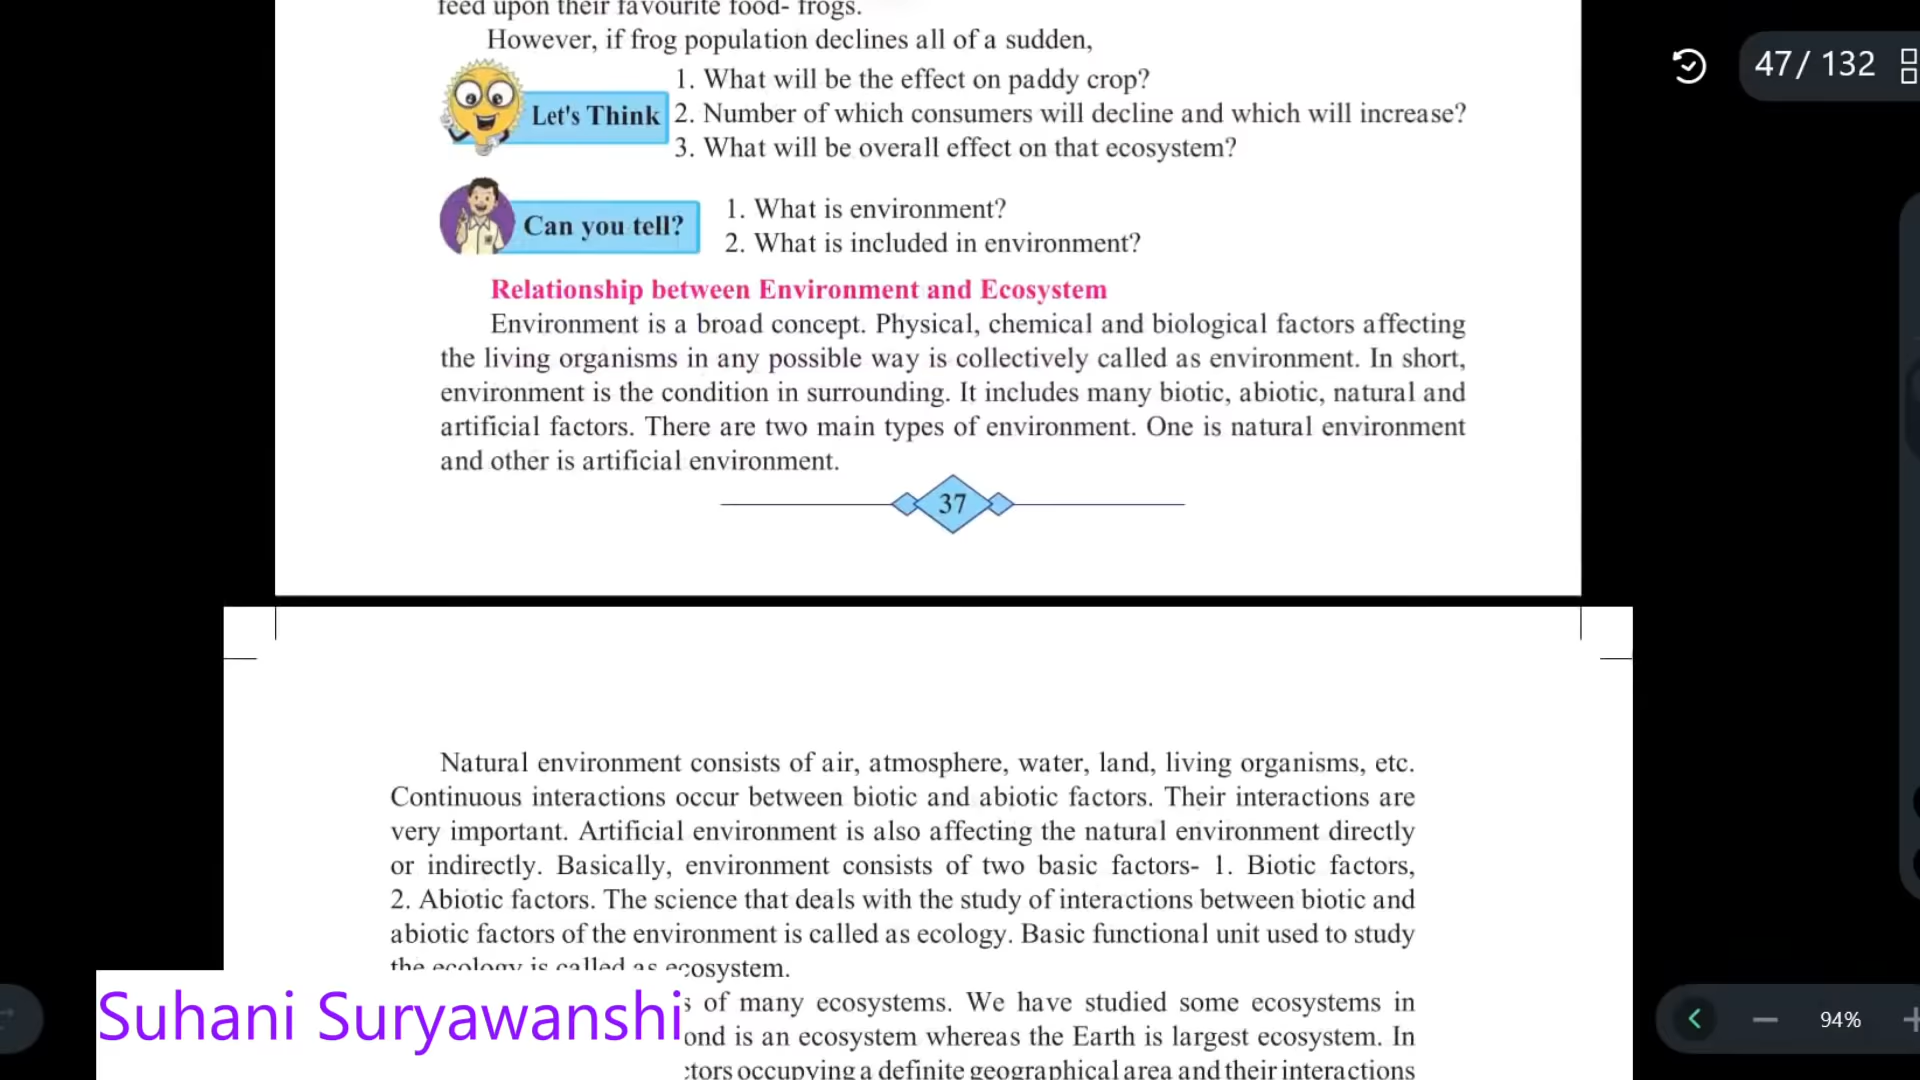 feed upon their favourite food- frogs.
However, if frog population declines all of a sudden,
Let's Think
1. What will be the effect on paddy crop?
2. Number of which consumers will decline and which will increase?
3. What will be overall effect on that ecosystem?
Can you tell?
1. What is environment?
2. What is included in environment?
Relationship between Environment and Ecosystem
Environment is a broad concept. Physical, chemical and biological factors affecting
the living organisms in any possible way is collectively called as environment. In short,
environment is the condition in surrounding. It includes many biotic, abiotic, natural and
artificial factors. There are two main types of environment. One is natural environment
and other is artificial environment.
37
Natural environment consists of air, atmosphere, water, land, living organisms, etc.
Continuous interactions occur between biotic and abiotic factors. Their interactions are
very important. Artificial environment is also affecting the natural environment directly
or indirectly. Basically, environment consists of two basic factors- 1. Biotic factors,
2. Abiotic factors. The science that deals with the study of interactions between biotic and
abiotic factors of the environment is called as ecology. Basic functional unit used to study
the ecology is called as ecosystem.
of many ecosystems. We have studied some ecosystems in
is an ecosystem whereas the Earth is largest ecosystem. In
occupying a definite geographical area and their interactions
Suhani Suryawanshi
47/ 132
94%